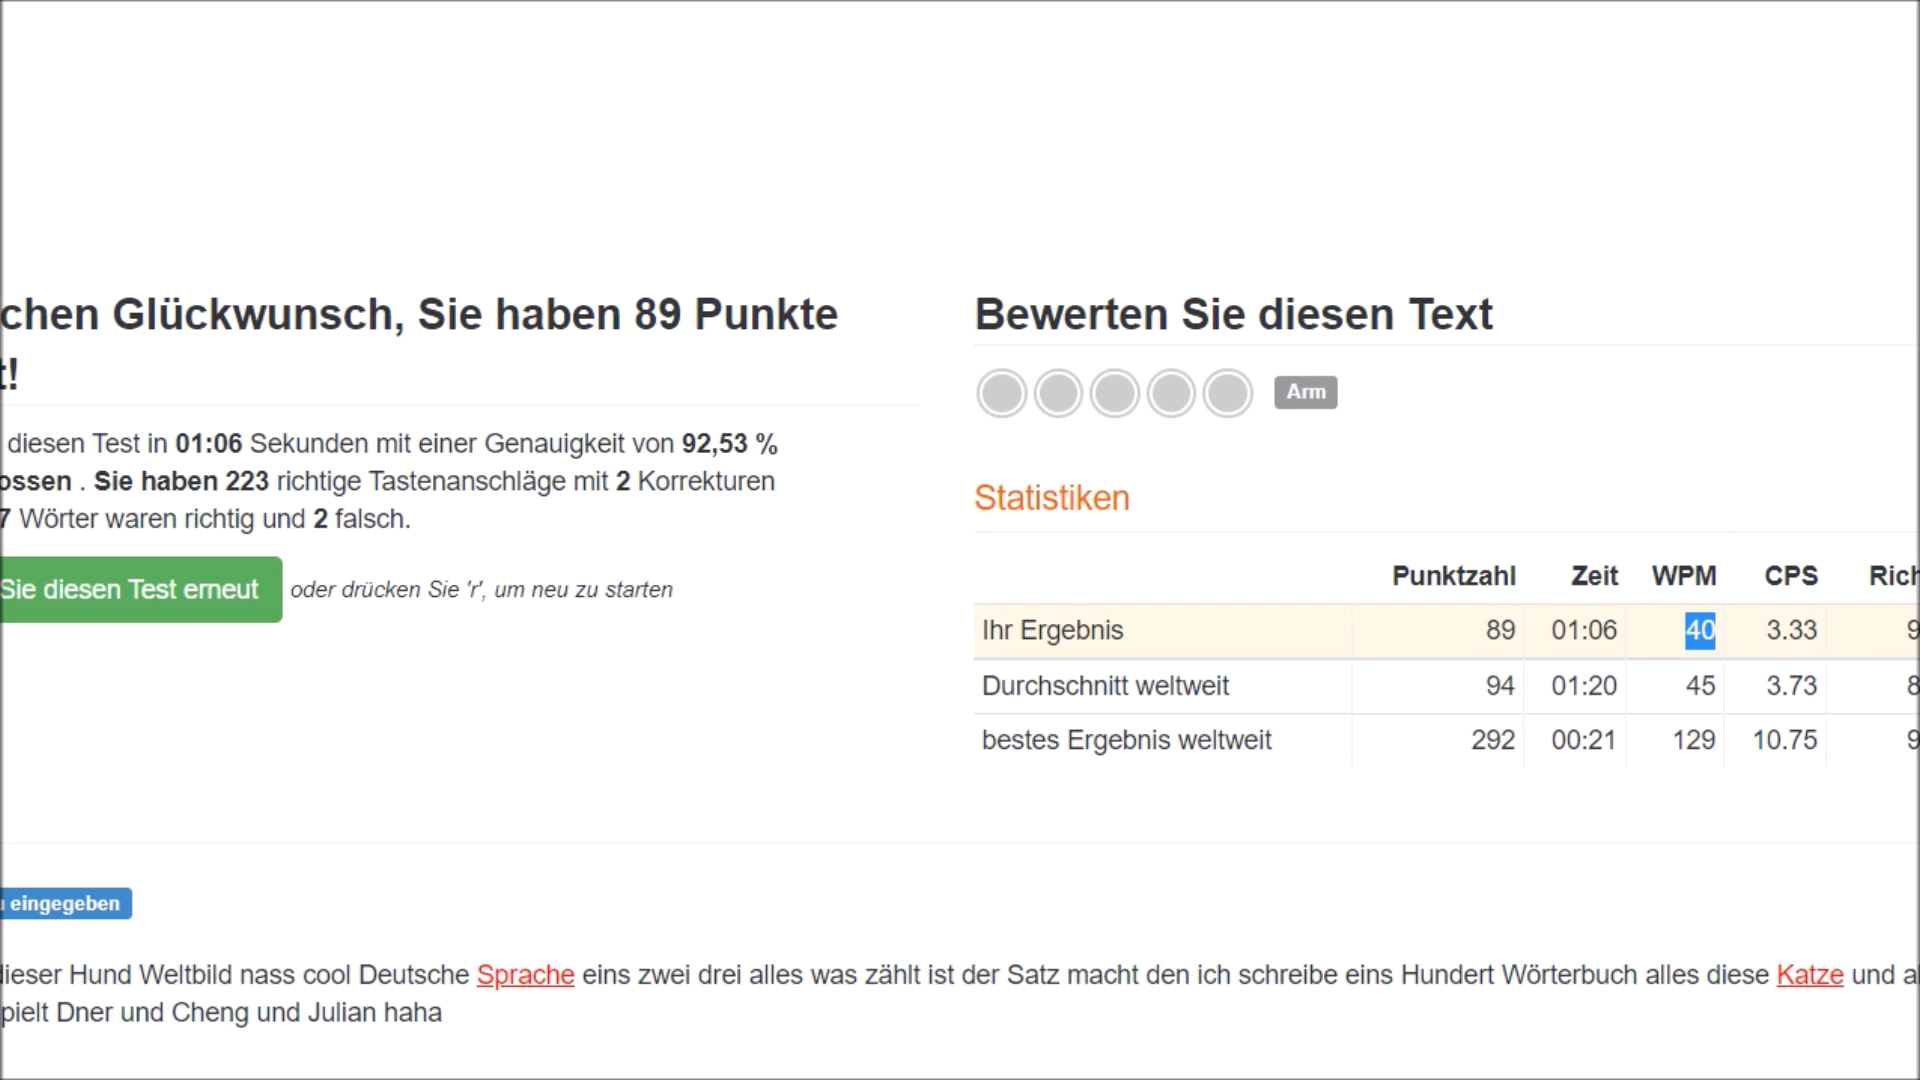 chen Glückwunsch, Sie haben 89 Punkte
t!
diesen Test in 01:06 Sekunden mit einer Genauigkeit von 92,53 %
ossen . Sie haben 223 richtige Tastenanschläge mit 2 Korrekturen
7 Wörter waren richtig und 2 falsch.
Sie diesen Test erneut oder drücken Sie 'r', um neu zu starten
Bewerten Sie diesen Text
Arm
Statistiken
Punktzahl Zeit WPM CPS Rich
Ihr Ergebnis 89 01:06 40 3.33 9
Durchschnitt weltweit 94 01:20 45 3.73 8
bestes Ergebnis weltweit 292 00:21 129 10.75 9
u eingegeben
dieser Hund Weltbild nass cool Deutsche Sprache eins zwei drei alles was zählt ist der Satz macht den ich schreibe eins Hundert Wörterbuch alles diese Katze und a
pielt Dner und Cheng und Julian haha